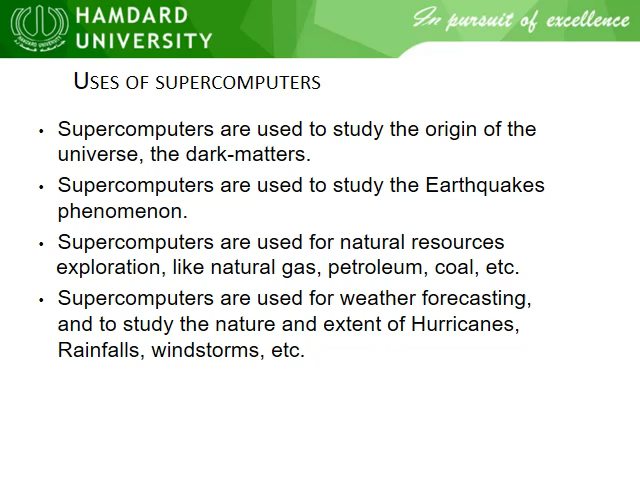 HAMDARD
UNIVERSITY
In pursuit of excellence
USES OF SUPERCOMPUTERS
• Supercomputers are used to study the origin of the
universe, the dark-matters.
• Supercomputers are used to study the Earthquakes
phenomenon.
• Supercomputers are used for natural resources
exploration, like natural gas, petroleum, coal, etc.
• Supercomputers are used for weather forecasting,
and to study the nature and extent of Hurricanes,
Rainfalls, windstorms, etc.